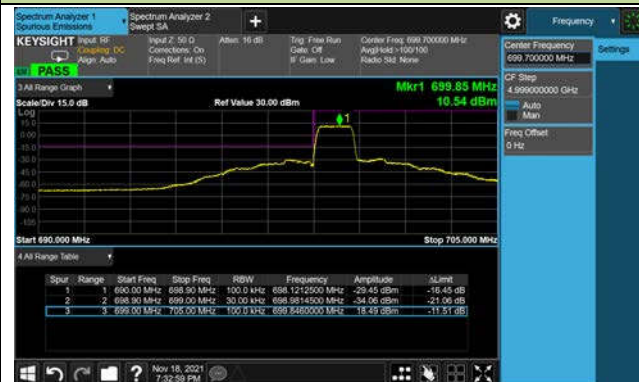 Spectrum Analyzer 1
Spurious Emissions
Spectrum Analyzer 2
Swept SA
+
Frequency
KEYSIGHT
Input: RF
Coupling: DC
Align: Auto
Input Z: 50 Ω
Corrections: On
Freq Ref: Int (S)
Atten: 16 dB
Trig: Free Run
Gate: Off
IF Gain: Low
Center Freq: 699.700000 MHz
Avg|Hold:>100/100
Radio Std: None
PASS
Center Frequency
699.700000 MHz
Settings
CF Step
4.999000000 GHz
Auto
Man
Freq Offset
0 Hz
3 All Range Graph
Mkr1 699.85 MHz
Scale/Div 15.0 dB
Ref Value 30.00 dBm
10.54 dBm
Log
15.0
0.00
-15.0
-30.0
-45.0
-60.0
-75.0
-90.0
-105
1
Start 690.000 MHz
Stop 705.000 MHz
4 All Range Table
Spur Range Start Freq Stop Freq RBW Frequency Amplitude ΔLimit
1 1 690.00 MHz 698.90 MHz 100.0 kHz 698.1212500 MHz -29.45 dBm -16.45 dB
2 2 698.90 MHz 699.00 MHz 30.00 kHz 698.9814500 MHz -34.06 dBm -21.06 dB
3 3 699.00 MHz 705.00 MHz 100.0 kHz 699.8460000 MHz 18.49 dBm -11.51 dB
?
Nov 18, 2021
7:32:59 PM